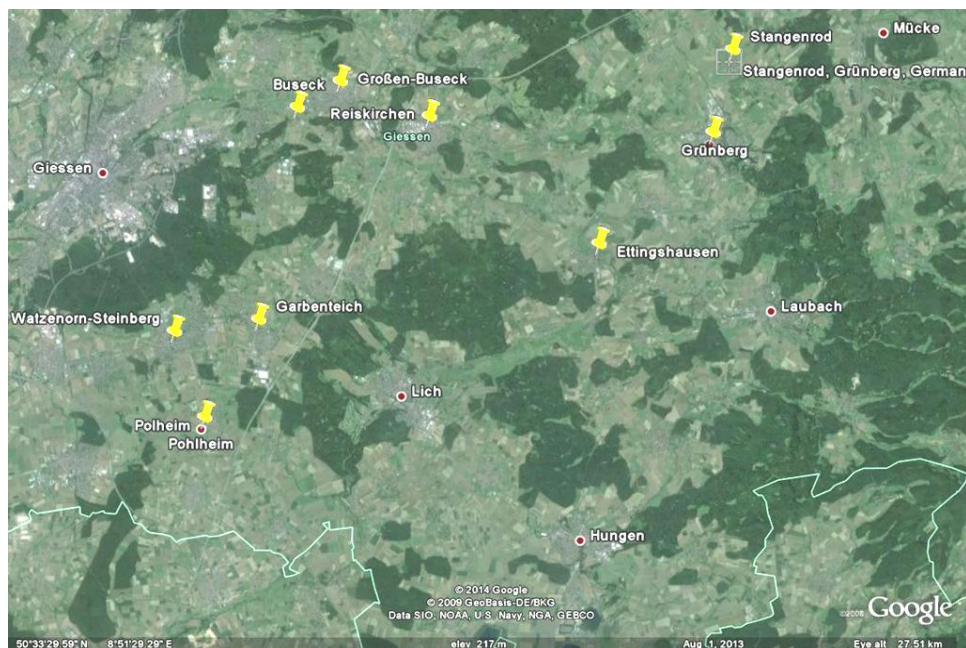 Mücke
Stangenrod
Stangenrod, Grünberg, German
Großen-Buseck
Buseck
Reiskirchen
Giessen
Grünberg
Giessen
Ettingshausen
Garbenteich
Watzenorn-Steinberg
Laubach
Lich
Polheim
Pohlheim
Hungen
© 2014 Google
© 2009 GeoBasis-DE/BKG
Data SIO, NOAA, U.S. Navy, NGA, GEBCO
©2008 Google
50°33'29.59" N 8°51'29.29" E elev 217 m Aug 1, 2013 Eye alt 27.51 km